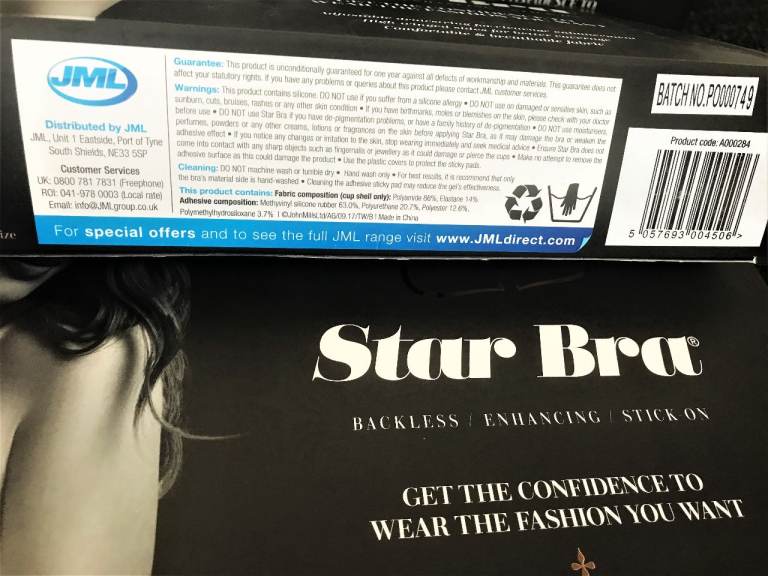 Comfortable & breathable fabric
JML
Distributed by JML
JML, Unit 1 Eastside, Port of Tyne
South Shields, NE33 5SP
Customer Services
UK: 0800 781 7831 (Freephone)
ROI: 041-978 0003 (Local rate)
Email: info@JMLgroup.co.uk
Guarantee: This product is unconditionally guaranteed for one year against all defects of workmanship and materials. This guarantee does not
affect your statutory rights. If you have any problems or queries about this product please contact JML customer services.
Warnings: This product contains silicone. DO NOT use if you suffer from a silicone allergy • DO NOT use on damaged or sensitive skin, such as
sunburn, cuts, bruises, rashes or any other skin condition • If you have birthmarks, moles or blemishes on the skin, please check with your doctor
before use • DO NOT use Star Bra if you have de-pigmentation problems, or have a family history of de-pigmentation • DO NOT use moisturisers,
perfumes, powders or any other creams, lotions or fragrances on the skin before applying Star Bra, as it may damage the bra or weaken the
adhesive effect • If you notice any changes or irritation to the skin, stop wearing immediately and seek medical advice • Ensure Star Bra does not
come into contact with any sharp objects such as fingernails or jewellery as it could damage or pierce the cups • Make no attempt to remove the
adhesive surface as this could damage the product • Use the plastic covers to protect the sticky pads.
Cleaning: DO NOT machine wash or tumble dry • Hand wash only • For best results, it is recommended that only
the bra's material side is hand-washed • Cleaning the adhesive sticky pad may reduce the gel's effectiveness.
This product contains: Fabric composition (cup shell only): Polyamide 86%, Elastane 14%
Adhesive composition: Methyvinyl silicone rubber 63.0%, Polyurethane 20.7%, Polyester 12.6%,
Polymethylhydrosiloxane 3.7% | ©JohnMillsLtd/AG/09.17/TW/B1 Made in China
For special offers and to see the full JML range visit www.JMLdirect.com
BATCH NO.PO000749
Product code: A000284
5 057693 004506 >
Star Bra®
BACKLESS / ENHANCING / STICK-ON
GET THE CONFIDENCE TO
WEAR THE FASHION YOU WANT